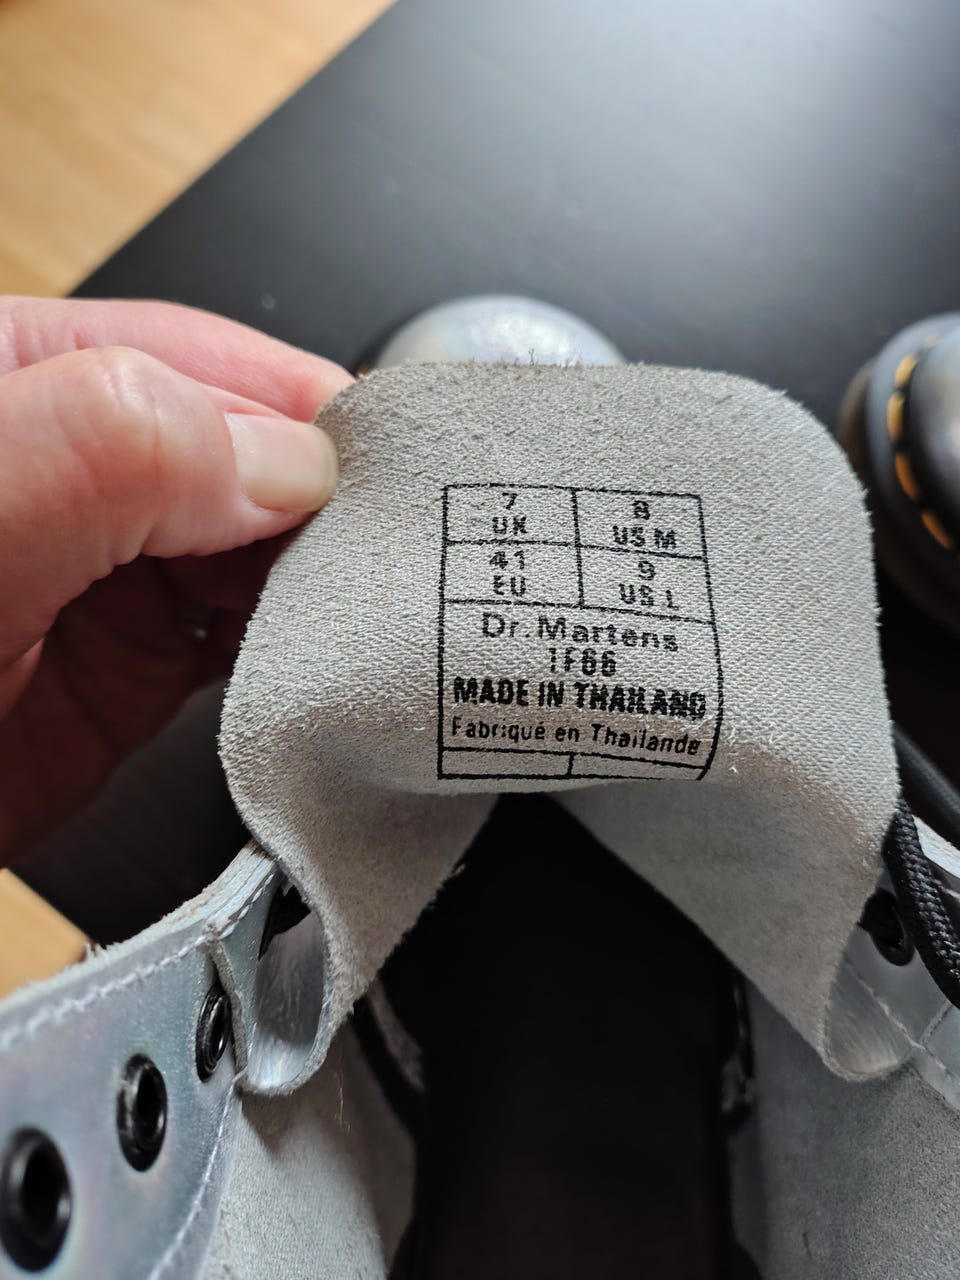 7 UK
8 US M
41 EU
9 US L
Dr. Martens
1F66
MADE IN THAILAND
Fabriqué en Thailande